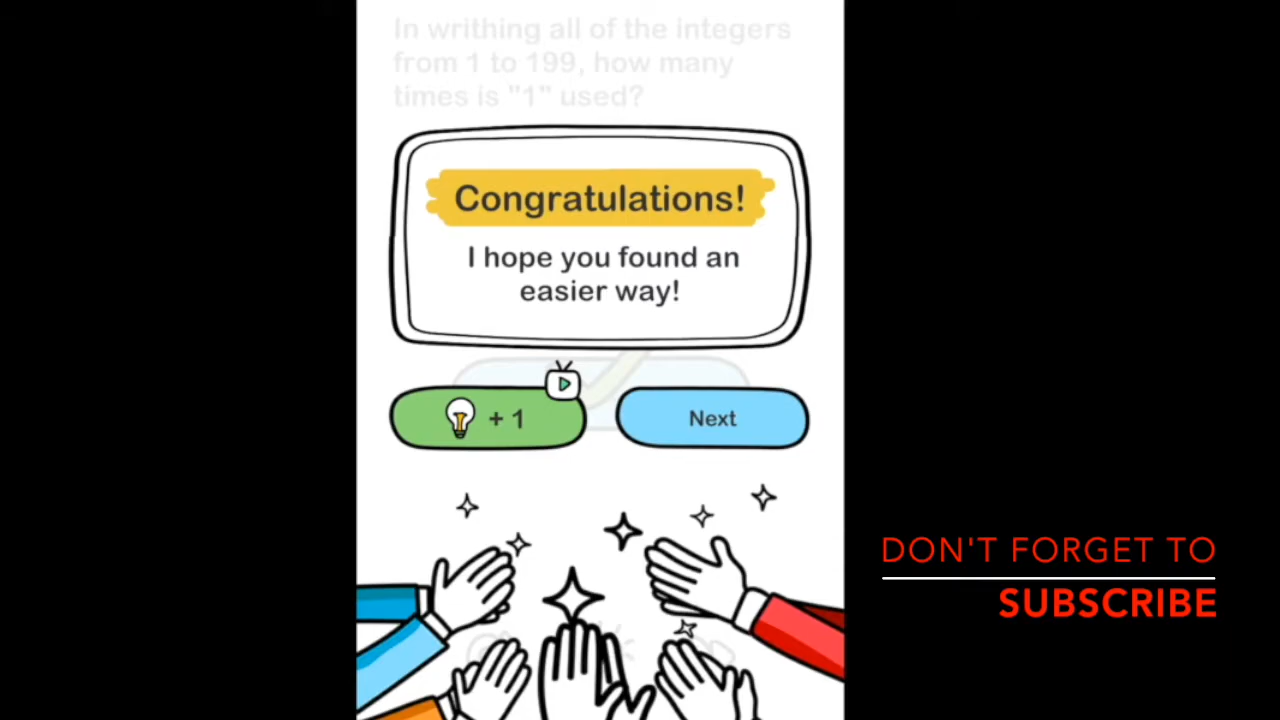 In writhing all of the integers
from 1 to 199, how many
times is "1" used?
Congratulations!
I hope you found an
easier way!
+ 1
Next
DON'T FORGET TO
SUBSCRIBE